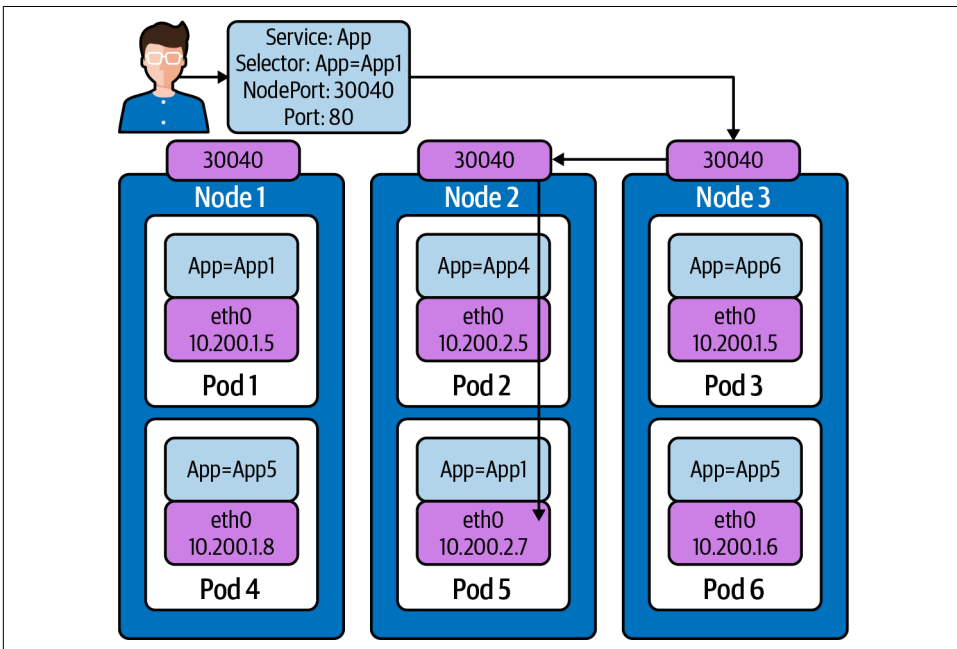 Service: App
Selector: App=App1
NodePort: 30040
Port: 80
30040
30040
30040
Node 1
Node 2
Node 3
App=App1
App=App4
App=App6
eth0
10.200.1.5
eth0
10.200.2.5
eth0
10.200.1.5
Pod 1
Pod 2
Pod 3
App=App5
App=App1
App=App5
eth0
10.200.1.8
eth0
10.200.2.7
eth0
10.200.1.6
Pod 4
Pod 5
Pod 6